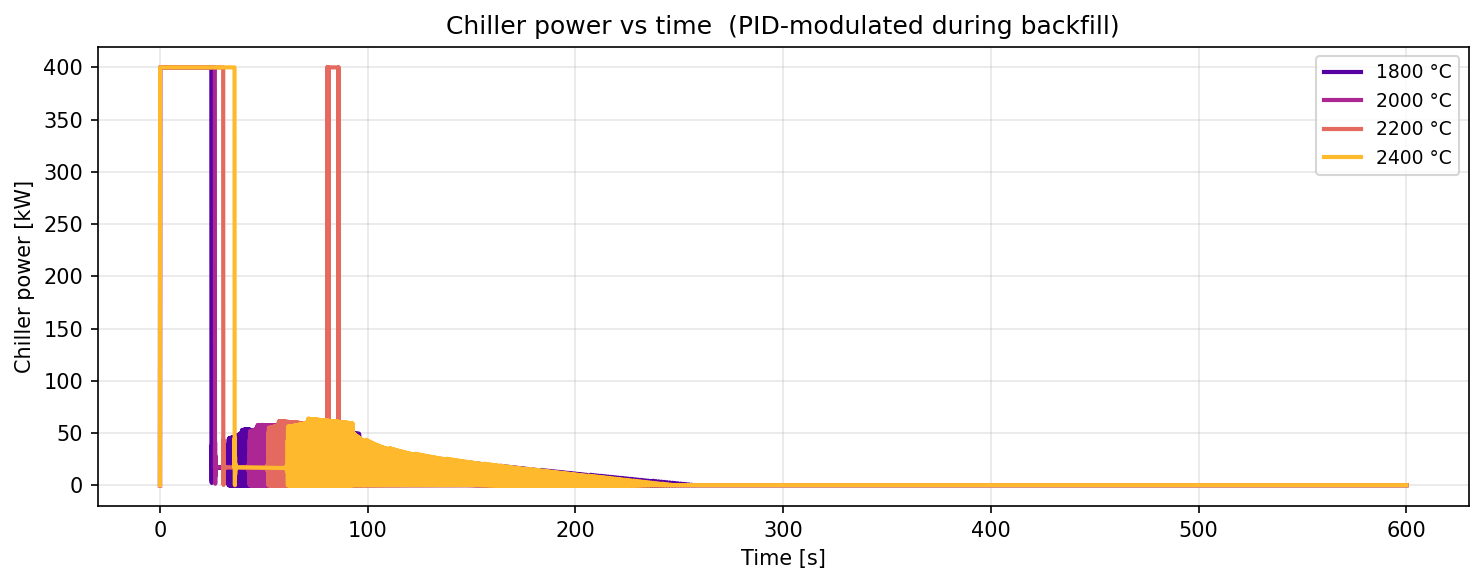 Chiller power vs time  (PID-modulated during backfill)
Chiller power [kW]
400
350
300
250
200
150
100
50
0
1800 °C
2000 °C
2200 °C
2400 °C
0 100 200 300 400 500 600
Time [s]